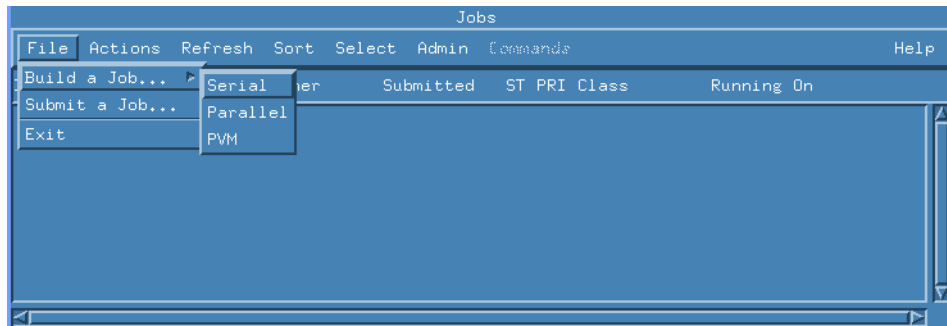 Jobs
File Actions Refresh Sort Select Admin Commands Help
Submitted ST PRI Class Running On
Build a Job...
Submit a Job...
Exit
Serial
Parallel
PVM